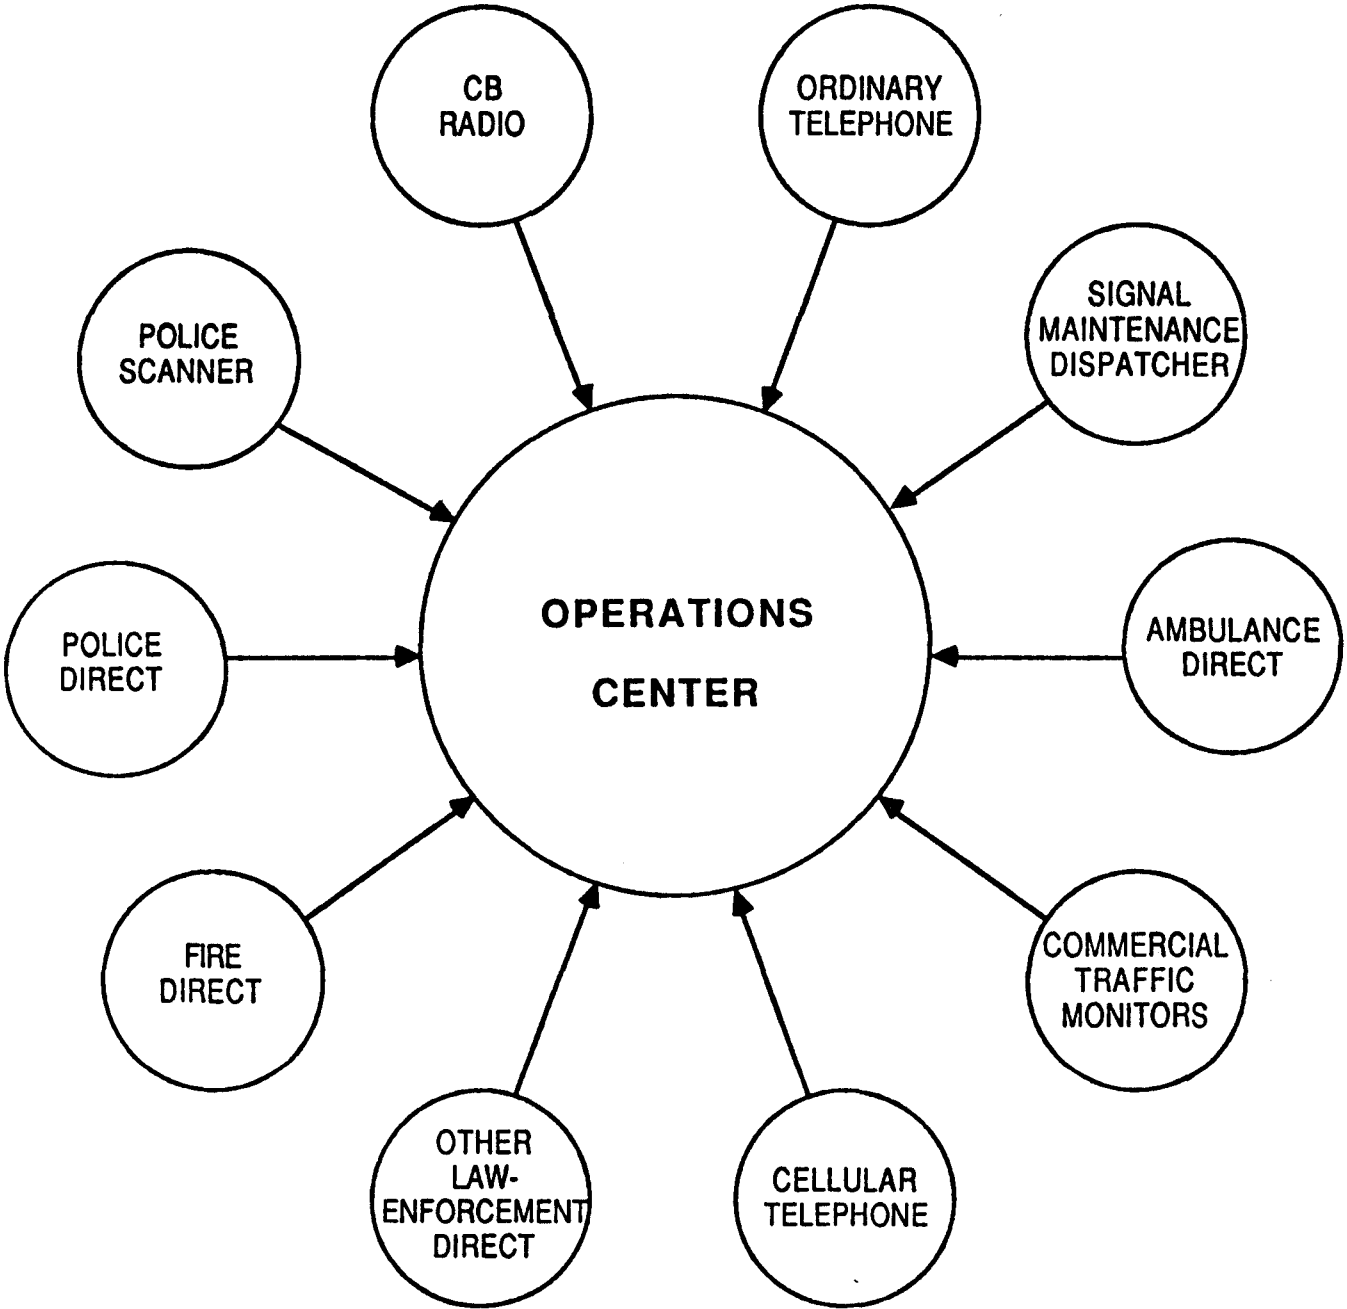 CB
RADIO
ORDINARY
TELEPHONE
SIGNAL
MAINTENANCE
DISPATCHER
POLICE
SCANNER
OPERATIONS
CENTER
POLICE
DIRECT
AMBULANCE
DIRECT
FIRE
DIRECT
COMMERCIAL
TRAFFIC
MONITORS
OTHER
LAW-
ENFORCEMENT
DIRECT
CELLULAR
TELEPHONE